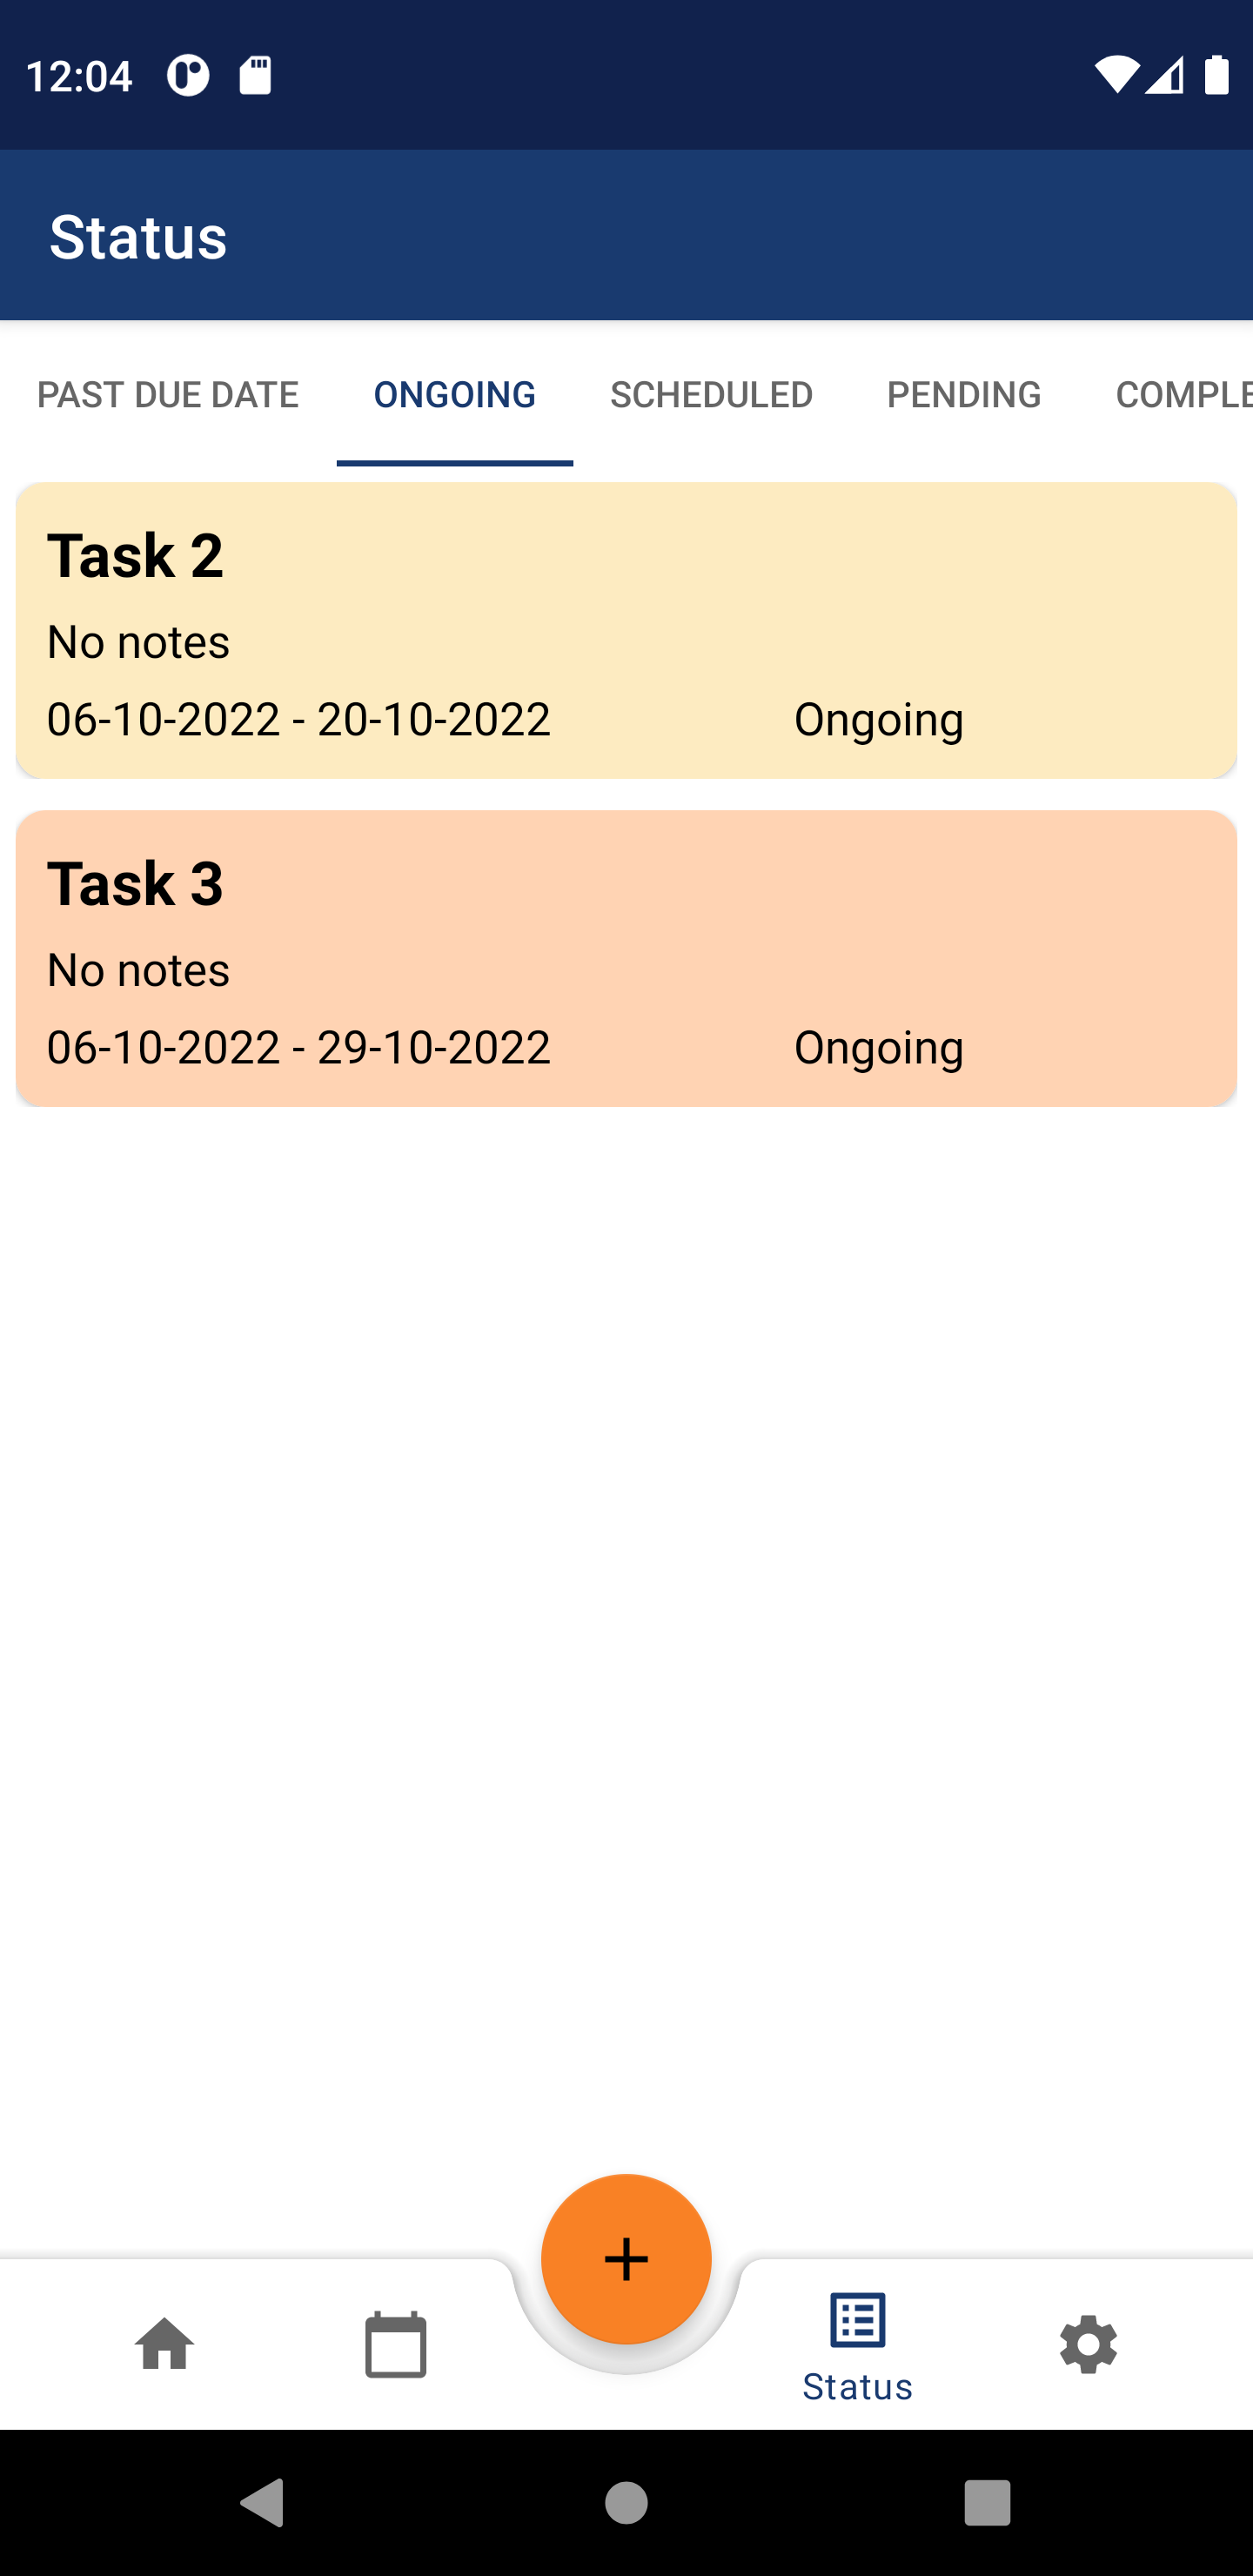 12:04
Status
PAST DUE DATE ONGOING SCHEDULED PENDING COMPLE
Task 2
No notes
06-10-2022 - 20-10-2022 Ongoing
Task 3
No notes
06-10-2022 - 29-10-2022 Ongoing
+
Status